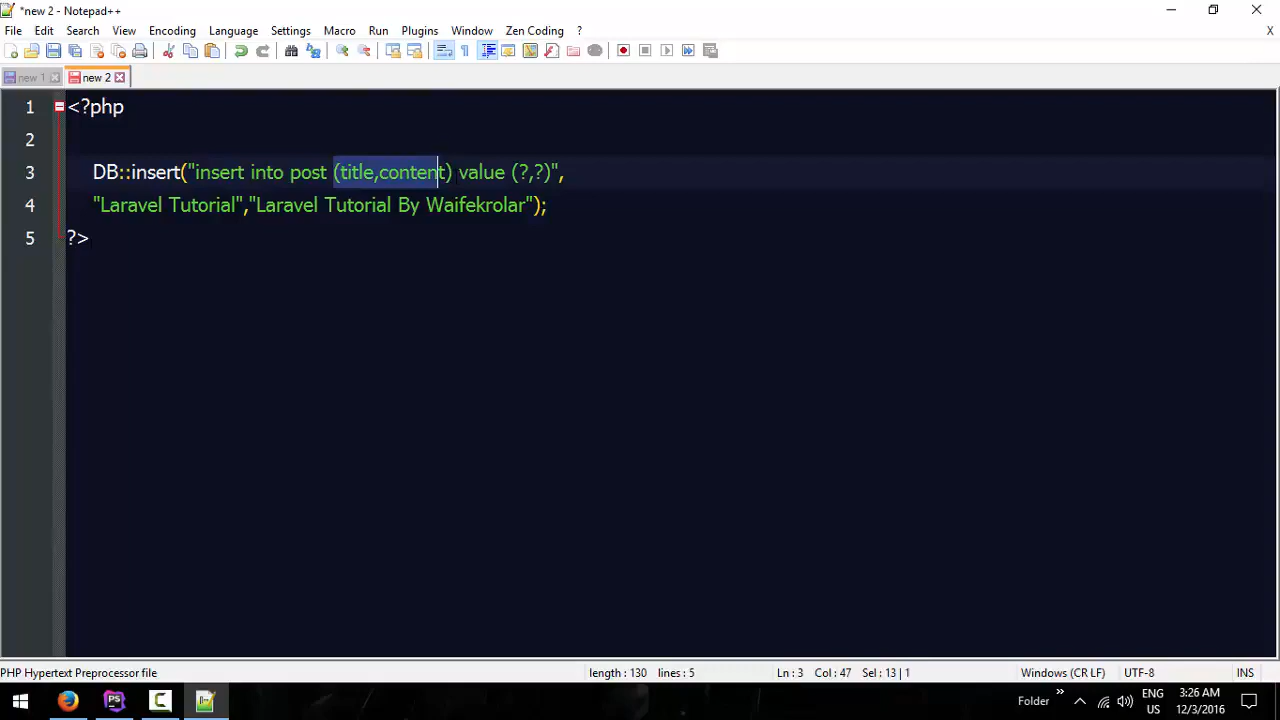 *new 2 - Notepad++
File Edit Search View Encoding Language Settings Macro Run Plugins Window Zen Coding ?
X
new 1 new 2
1 <?php
2
3 DB::insert("insert into post (title,content) value (?,?)",
4 "Laravel Tutorial","Laravel Tutorial By Waifekrolar");
5 ?>
PHP Hypertext Preprocessor file length : 130 lines : 5 Ln : 3 Col : 47 Sel : 13 | 1 Windows (CR LF) UTF-8 INS
Folder ENG 3:26 AM
US 12/3/2016